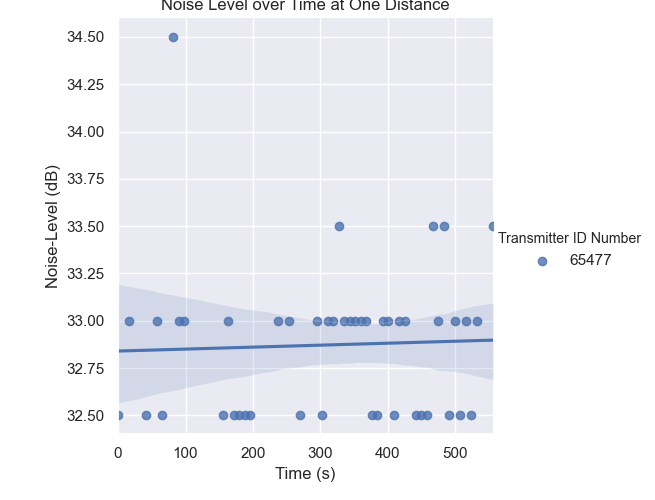 Noise Level over Time at One Distance
34.50
34.25
34.00
33.75
33.50
33.25
33.00
32.75
32.50
Noise-Level (dB)
0 100 200 300 400 500
Time (s)
Transmitter ID Number
65477